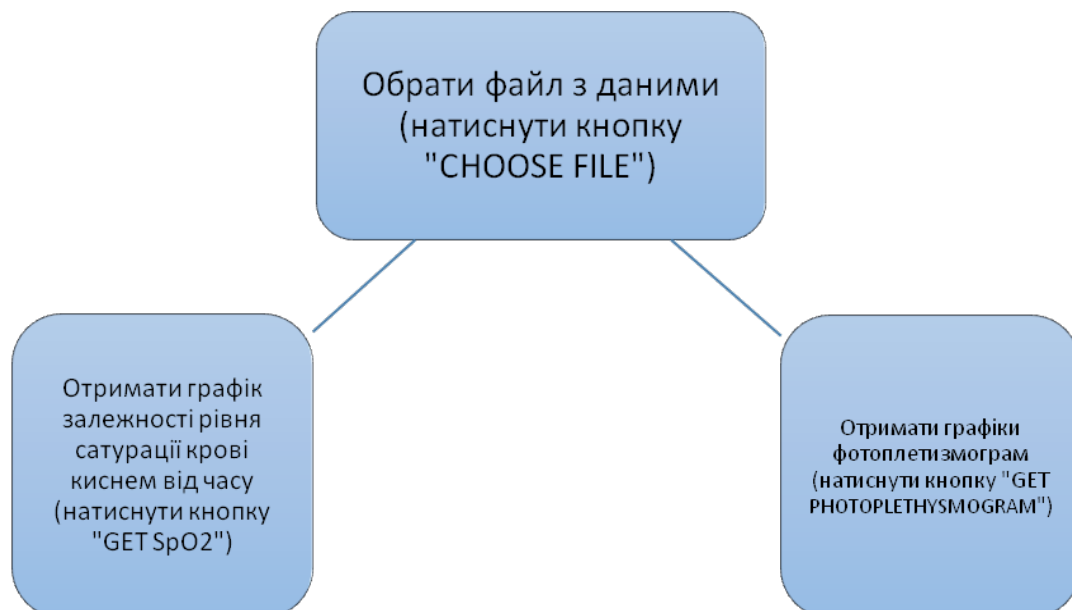 Обрати файл з даними
(натиснути кнопку
"CHOOSE FILE")
Отримати графік
залежності рівня
сатурації крові
киснем від часу
(натиснути кнопку
"GET SpO2")
Отримати графіки
фотоплетизмограм
(натиснути кнопку "GET
PHOTOPLETHYSMOGRAM")